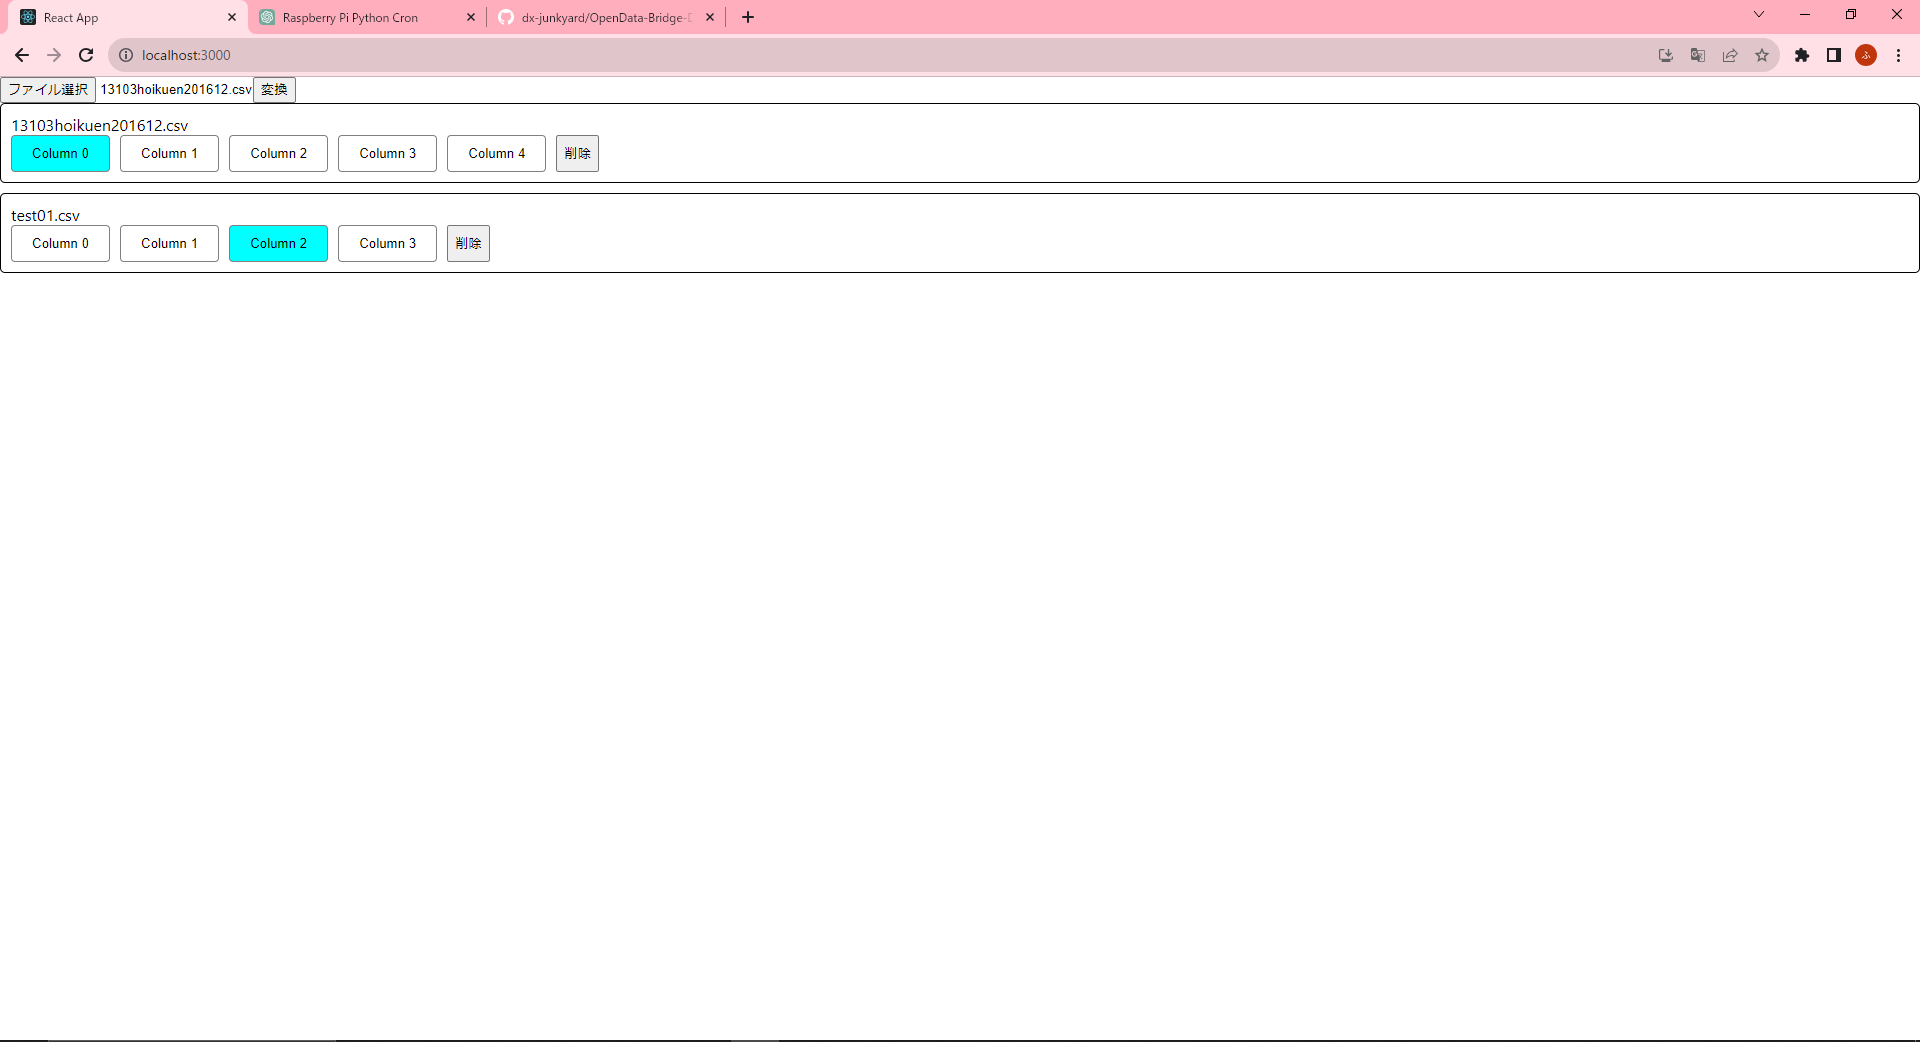 React App
Raspberry Pi Python Cron
dx-junkyard/OpenData-Bridge-
localhost:3000
ふ
ファイル選択 13103hoikuen201612.csv 変換
13103hoikuen201612.csv
Column 0 Column 1 Column 2 Column 3 Column 4 削除
test01.csv
Column 0 Column 1 Column 2 Column 3 削除